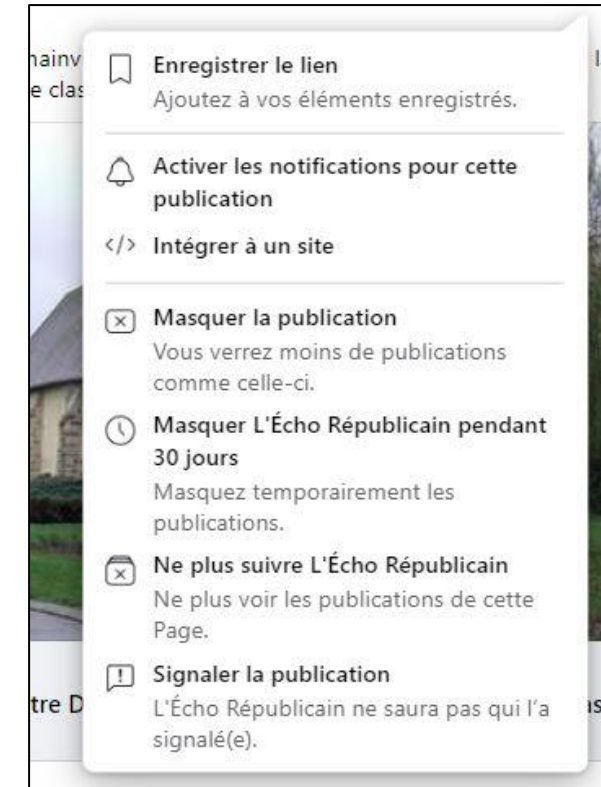 Enregistrer le lien
Ajoutez à vos éléments enregistrés.
Activer les notifications pour cette
publication
</> Intégrer à un site
Masquer la publication
Vous verrez moins de publications
comme celle-ci.
Masquer L'Écho Républicain pendant
30 jours
Masquez temporairement les
publications.
Ne plus suivre L'Écho Républicain
Ne plus voir les publications de cette
Page.
Signaler la publication
tre D
L'Écho Républicain ne saura pas qui l'a
signalé(e).